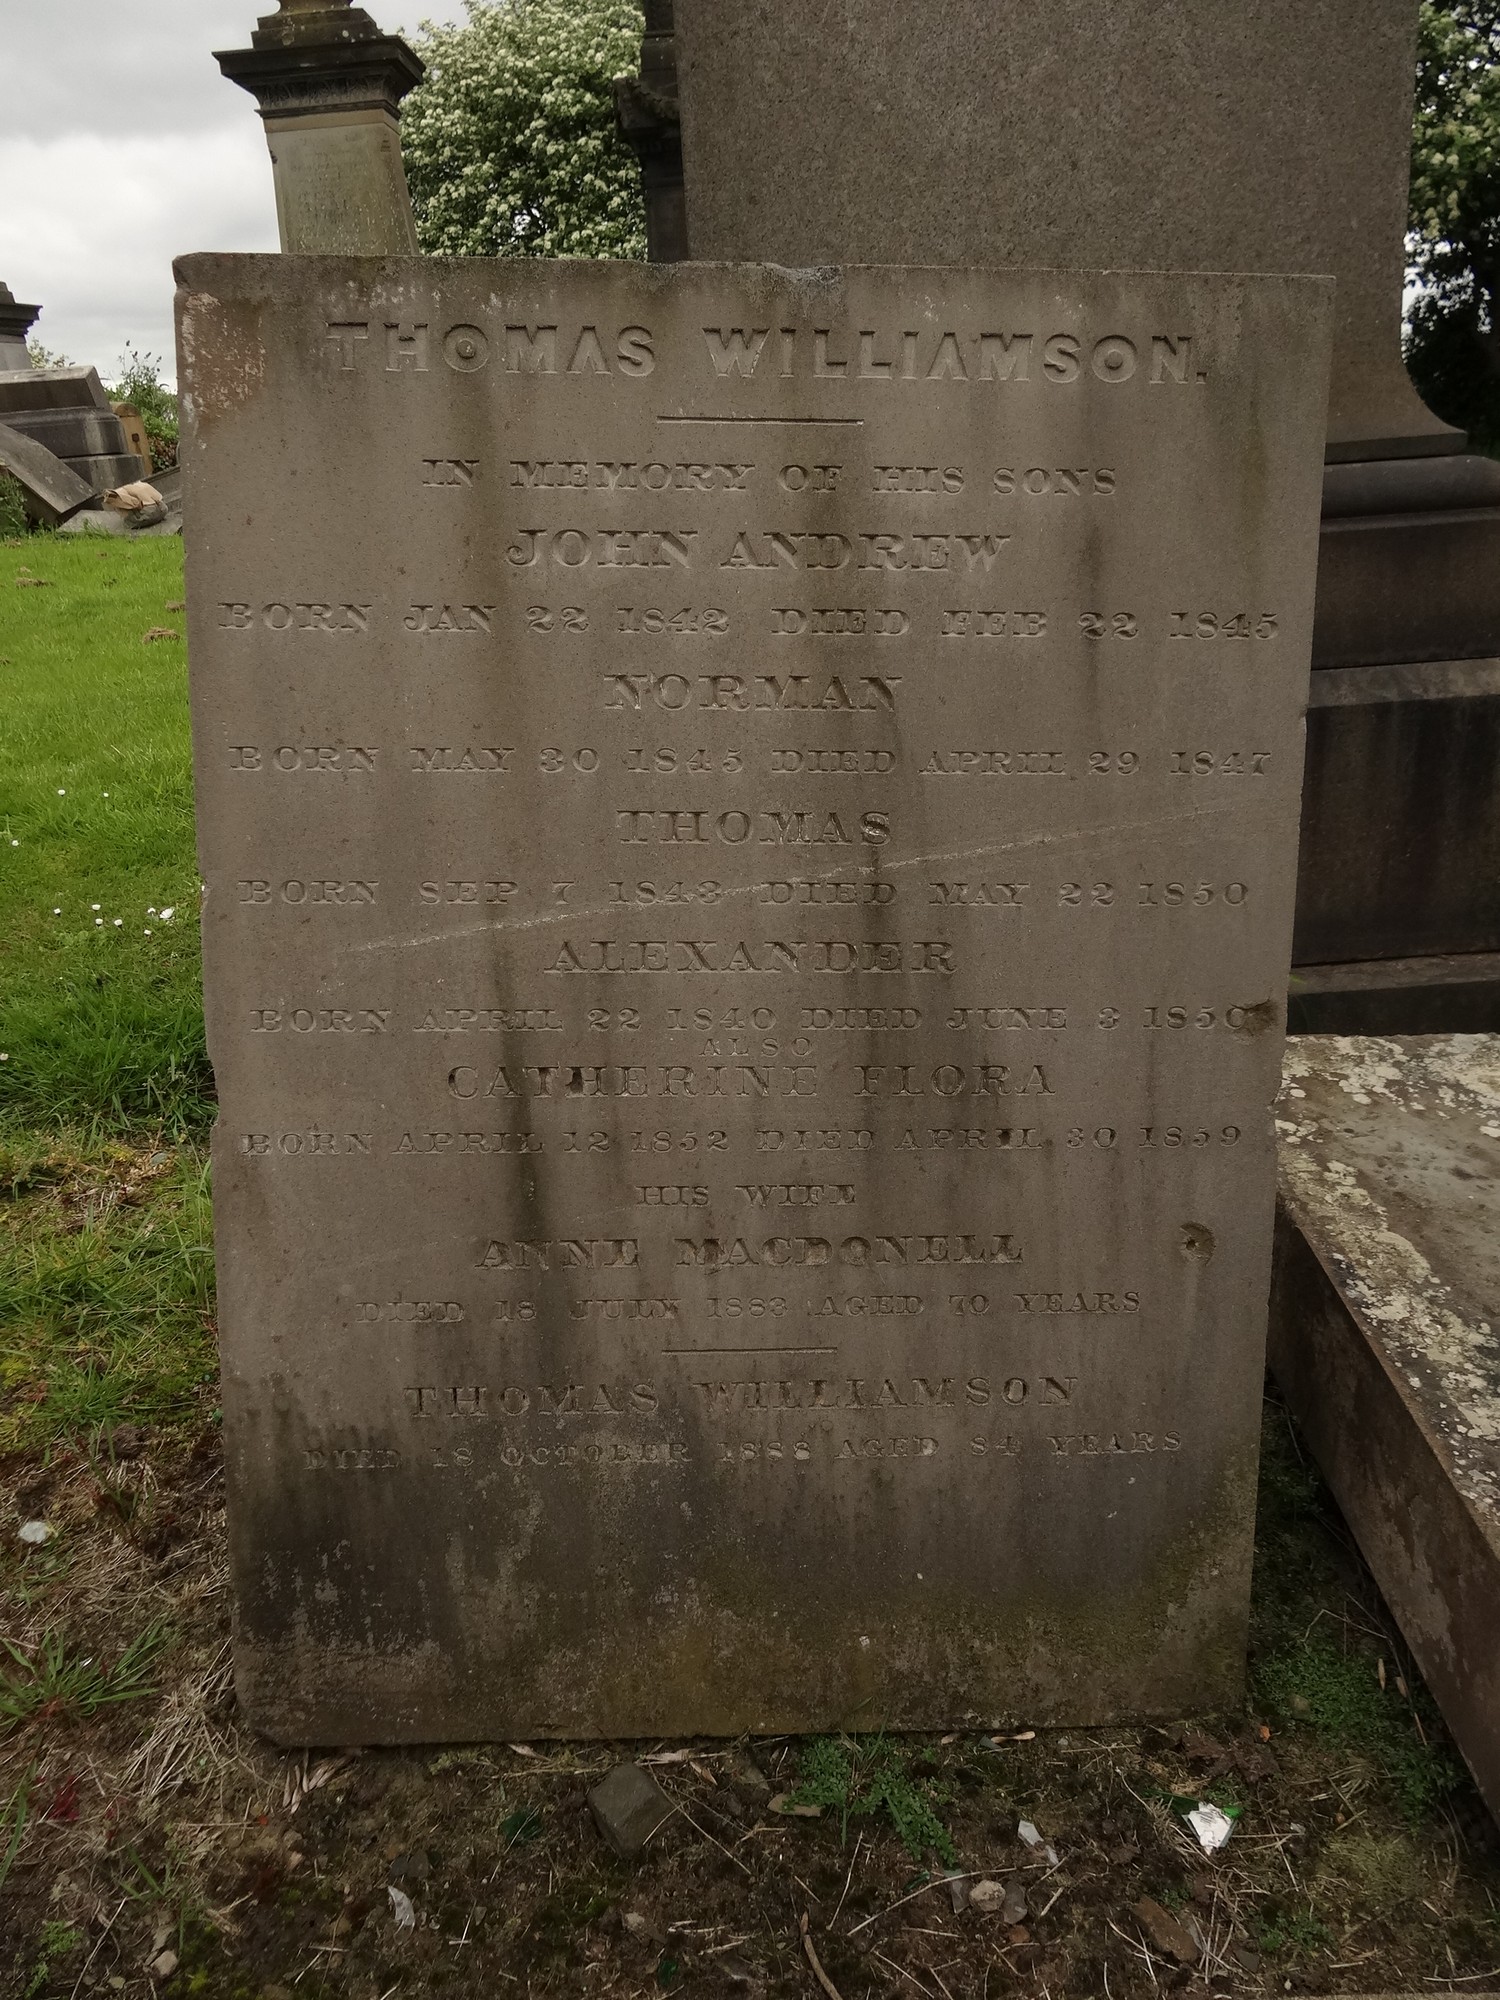 THOMAS WILLIAMSON.
IN MEMORY OF HIS SONS
JOHN ANDREW
BORN JAN 22 1842 DIED FEB 22 1845
NORMAN
BORN MAY 30 1845 DIED APRIL 29 1847
THOMAS
BORN SEP 7 1843 DIED MAY 22 1850
ALEXANDER
BORN APRIL 22 1840 DIED JUNE 3 1850
ALSO
CATHERINE FLORA
BORN APRIL 12 1852 DIED APRIL 30 1859
HIS WIFE
ANNE MACDONELL
DIED 18 JULY 1883 AGED 70 YEARS
THOMAS WILLIAMSON
DIED 18 OCTOBER 1888 AGED 84 YEARS